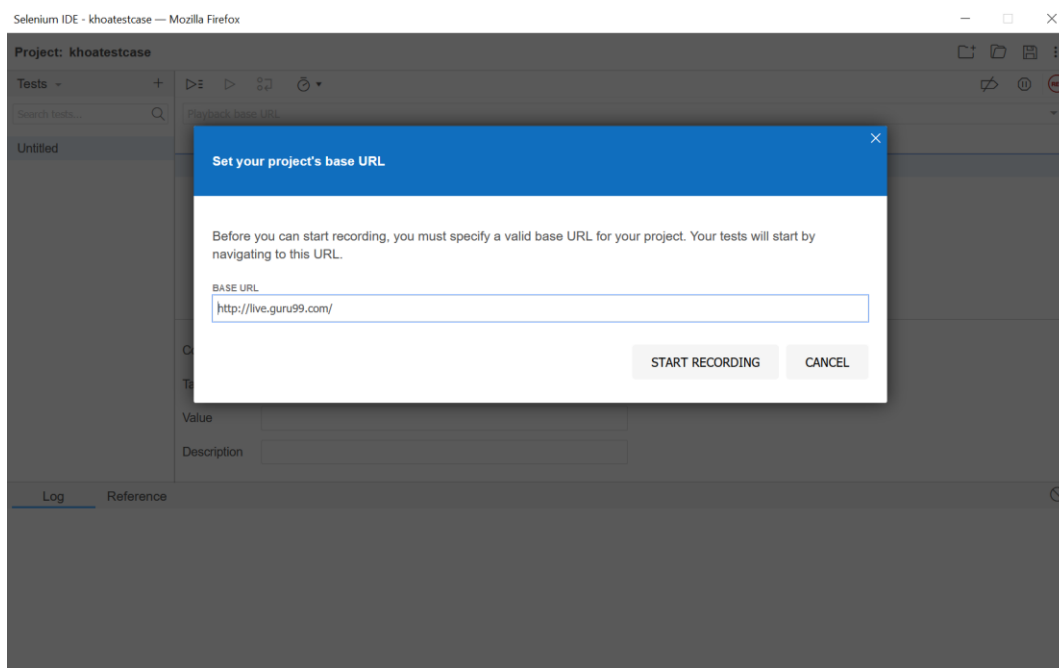 Selenium IDE - khoatestcase — Mozilla Firefox
Project: khoatestcase
Tests
Search tests...
Playback base URL
Untitled
Set your project's base URL
Before you can start recording, you must specify a valid base URL for your project. Your tests will start by
navigating to this URL.
BASE URL
http://live.guru99.com/
START RECORDING
CANCEL
Value
Description
Log
Reference